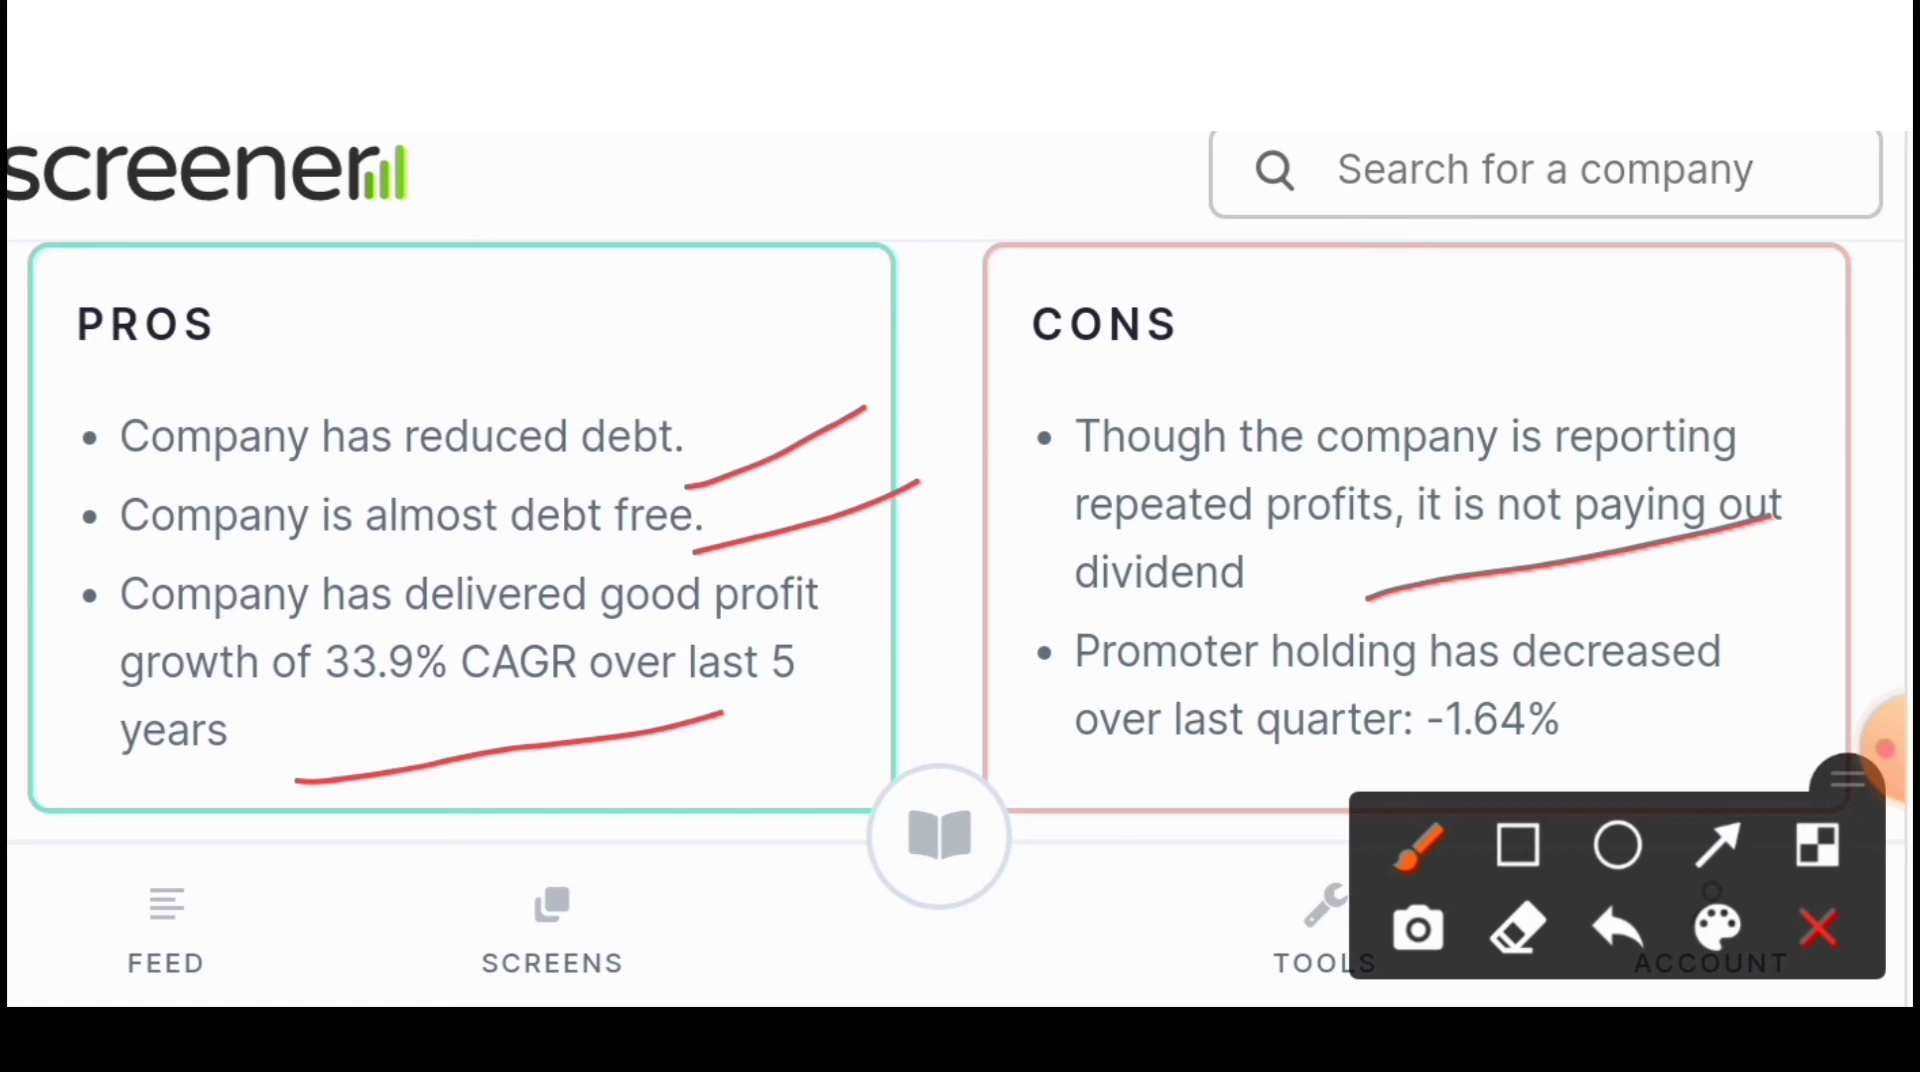 screener
Search for a company
PROS
Company has reduced debt.
Company is almost debt free.
Company has delivered good profit
growth of 33.9% CAGR over last 5
years
CONS
Though the company is reporting
repeated profits, it is not paying out
dividend
Promoter holding has decreased
over last quarter: -1.64%
FEED
SCREENS
TOOLS
ACCOUNT